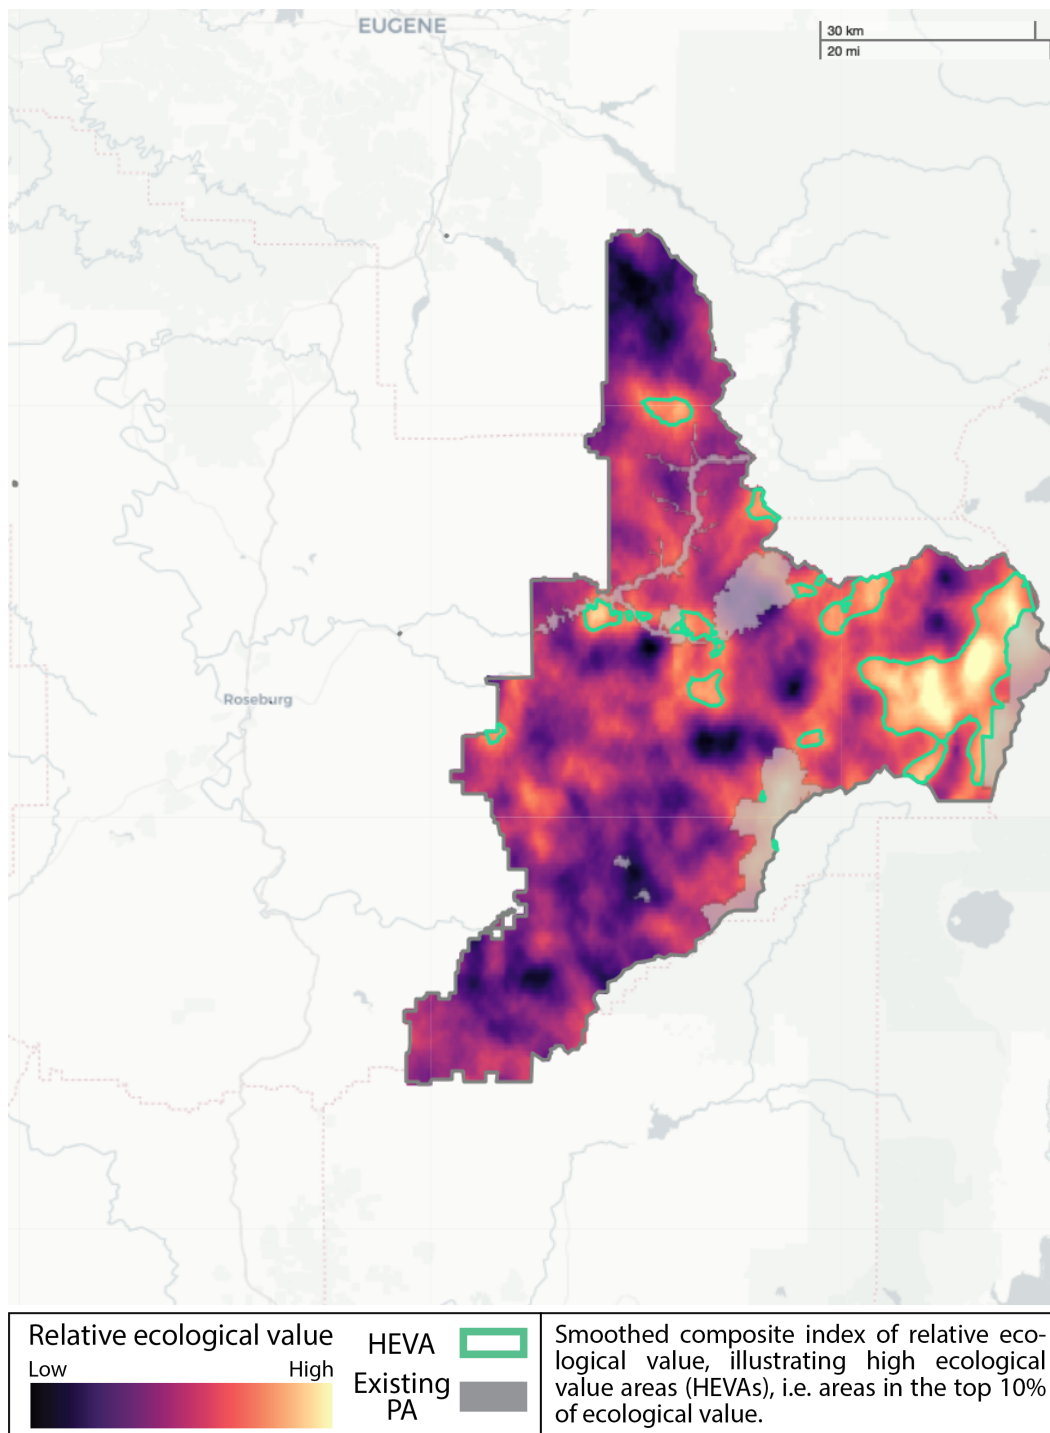 EUGENE
30 km
20 mi
Roseburg
Relative ecological value
Low High
HEVA
Existing
PA
Smoothed composite index of relative eco-
logical value, illustrating high ecological
value areas (HEVAs), i.e. areas in the top 10%
of ecological value.